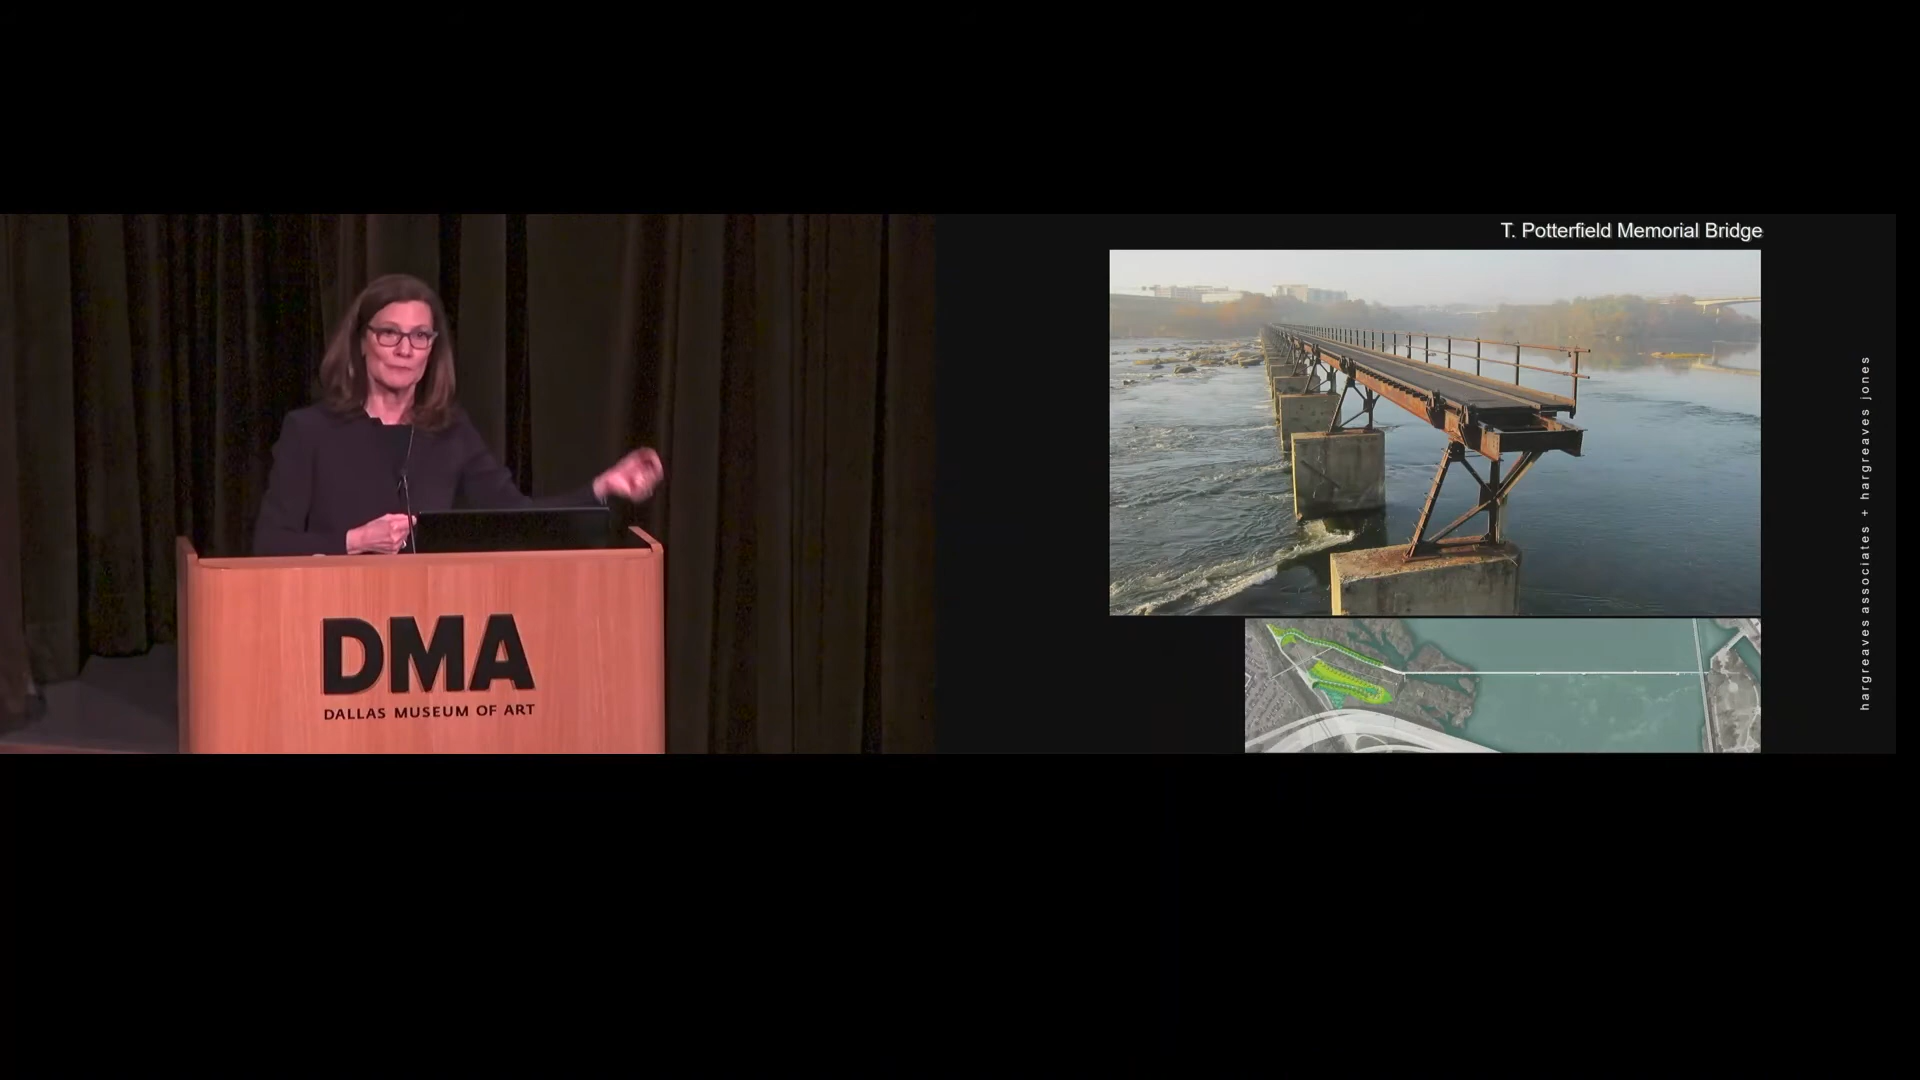 DMA
DALLAS MUSEUM OF ART
T. Potterfield Memorial Bridge
hargreaves associates + hargreaves jones